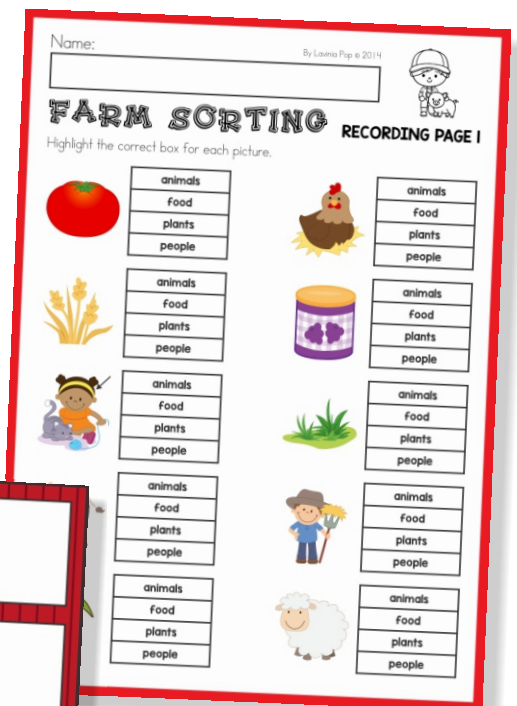 Name:
By Lavinia Pop © 2014
FARM SORTING
RECORDING PAGE 1
Highlight the correct box for each picture.
animals
food
plants
people
animals
food
plants
people
animals
food
plants
people
animals
food
plants
people
animals
food
plants
people
animals
food
plants
people
animals
food
plants
people
animals
food
plants
people
animals
food
plants
people
animals
food
plants
people